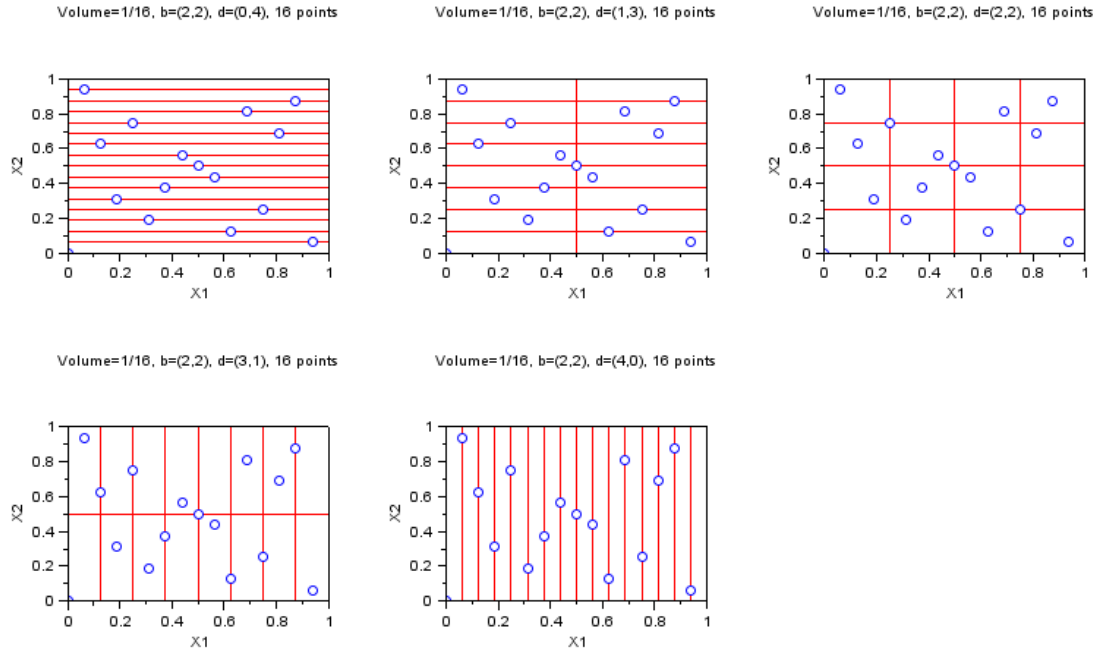 Volume=1/16, b=(2,2), d=(0,4), 16 points
Volume=1/16, b=(2,2), d=(1,3), 16 points
Volume=1/16, b=(2,2), d=(2,2), 16 points
1
0.8
0.6
0.4
0.2
0
X2
0 0.2 0.4 0.6 0.8 1
X1
1
0.8
0.6
0.4
0.2
0
X2
0 0.2 0.4 0.6 0.8 1
X1
1
0.8
0.6
0.4
0.2
0
X2
0 0.2 0.4 0.6 0.8 1
X1
Volume=1/16, b=(2,2), d=(3,1), 16 points
Volume=1/16, b=(2,2), d=(4,0), 16 points
1
0.8
0.6
0.4
0.2
0
X2
0 0.2 0.4 0.6 0.8 1
X1
1
0.8
0.6
0.4
0.2
0
X2
0 0.2 0.4 0.6 0.8 1
X1